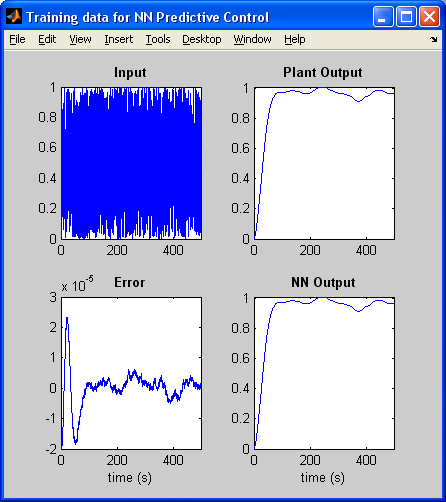 Training data for NN Predictive Control
File Edit View Insert Tools Desktop Window Help
Input
1
0.8
0.6
0.4
0.2
0
0 200 400
Plant Output
1
0.8
0.6
0.4
0.2
0
0 200 400
Error
x 10^-5
3
2
1
0
-1
-2
0 200 400
time (s)
NN Output
1
0.8
0.6
0.4
0.2
0
0 200 400
time (s)